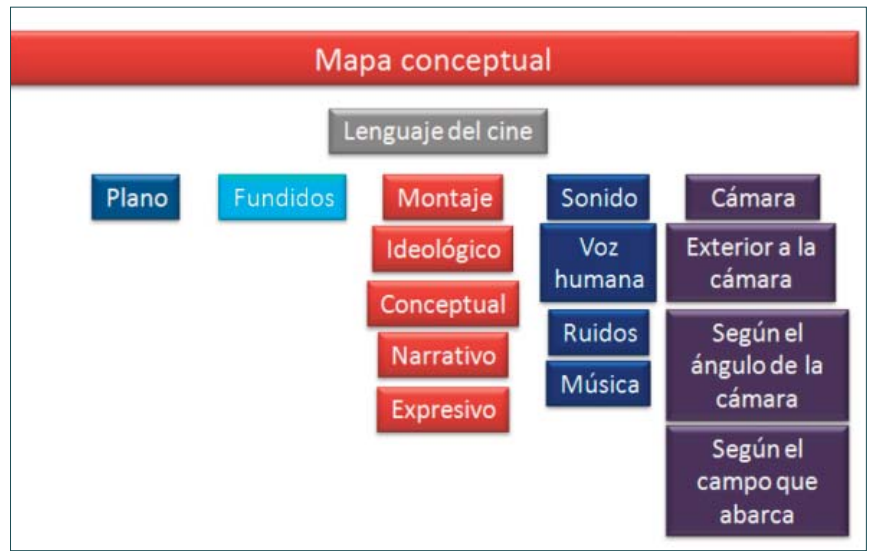 Mapa conceptual
Lenguaje del cine
Plano
Fundidos
Montaje
Ideológico
Conceptual
Narrativo
Expresivo
Sonido
Voz
humana
Ruidos
Música
Cámara
Exterior a la
cámara
Según el
ángulo de la
cámara
Según el
campo que
abarca